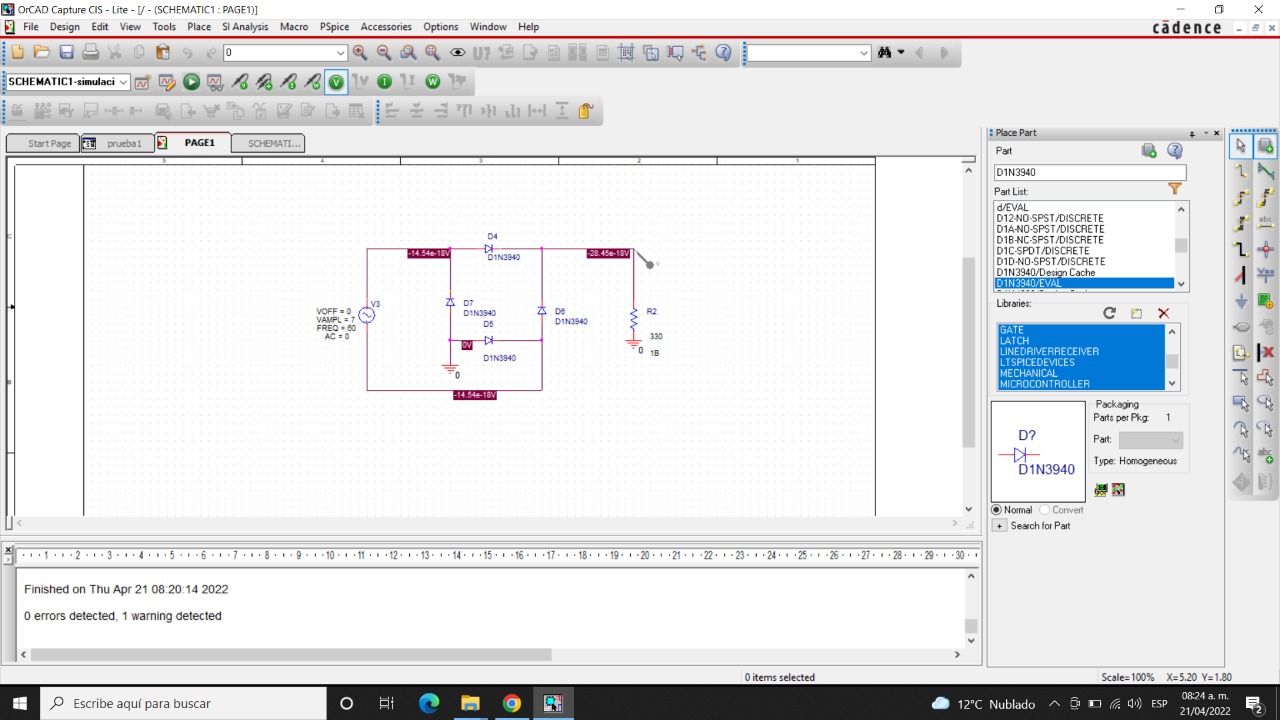 OrCAD Capture CIS - Lite - [/ - (SCHEMATIC1 : PAGE1)]
File Design Edit View Tools Place SI Analysis Macro PSpice Accessories Options Window Help
cādence
0
SCHEMATIC1-simulaci
V I W
Start Page prueba1 PAGE1 SCHEMATI...
5 4 3 2 1
C
B
D4
D1N3940
-14.54e-18V
-28.45e-18V
V
V3
VOFF = 0
VAMPL = 7
FREQ = 60
AC = 0
D7
D1N3940
D5
D1N3940
D6
D1N3940
0V
0
R2
330
0
1B
-14.54e-18V
Place Part
Part
D1N3940
Part List:
d/EVAL
D12-NO-SPST/DISCRETE
D1A-NO-SPST/DISCRETE
D1B-NC-SPST/DISCRETE
D1C-SPDT/DISCRETE
D1D-NO-SPST/DISCRETE
D1N3940/Design Cache
D1N3940/EVAL
Libraries:
GATE
LATCH
LINEDRIVERRECEIVER
LTSPICEDEVICES
MECHANICAL
MICROCONTROLLER
D?
D1N3940
Packaging
Parts per Pkg: 1
Part:
Type: Homogeneous
Normal Convert
+ Search for Part
1 2 3 4 5 6 7 8 9 10 11 12 13 14 15 16 17 18 19 20 21 22 23 24 25 26 27 28 29 30
Finished on Thu Apr 21 08:20:14 2022
0 errors detected, 1 warning detected
0 items selected
Scale=100% X=5.20 Y=1.80
Escribe aquí para buscar
12°C Nublado
ESP
08:24 a. m.
21/04/2022
2